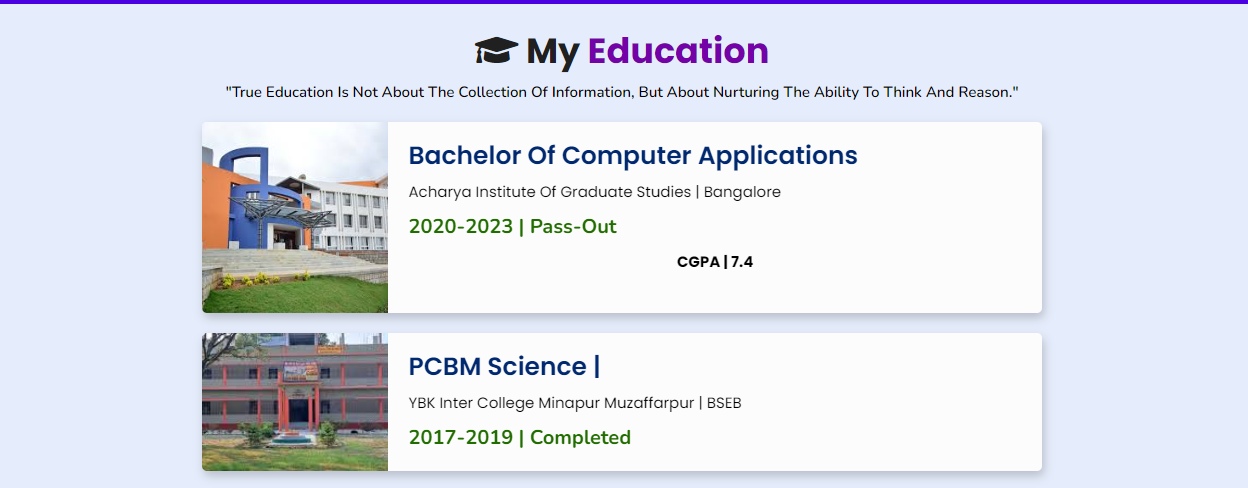 My Education
"True Education Is Not About The Collection Of Information, But About Nurturing The Ability To Think And Reason."
Bachelor Of Computer Applications
Acharya Institute Of Graduate Studies | Bangalore
2020-2023 | Pass-Out
CGPA | 7.4
PCBM Science |
YBK Inter College Minapur Muzaffarpur | BSEB
2017-2019 | Completed